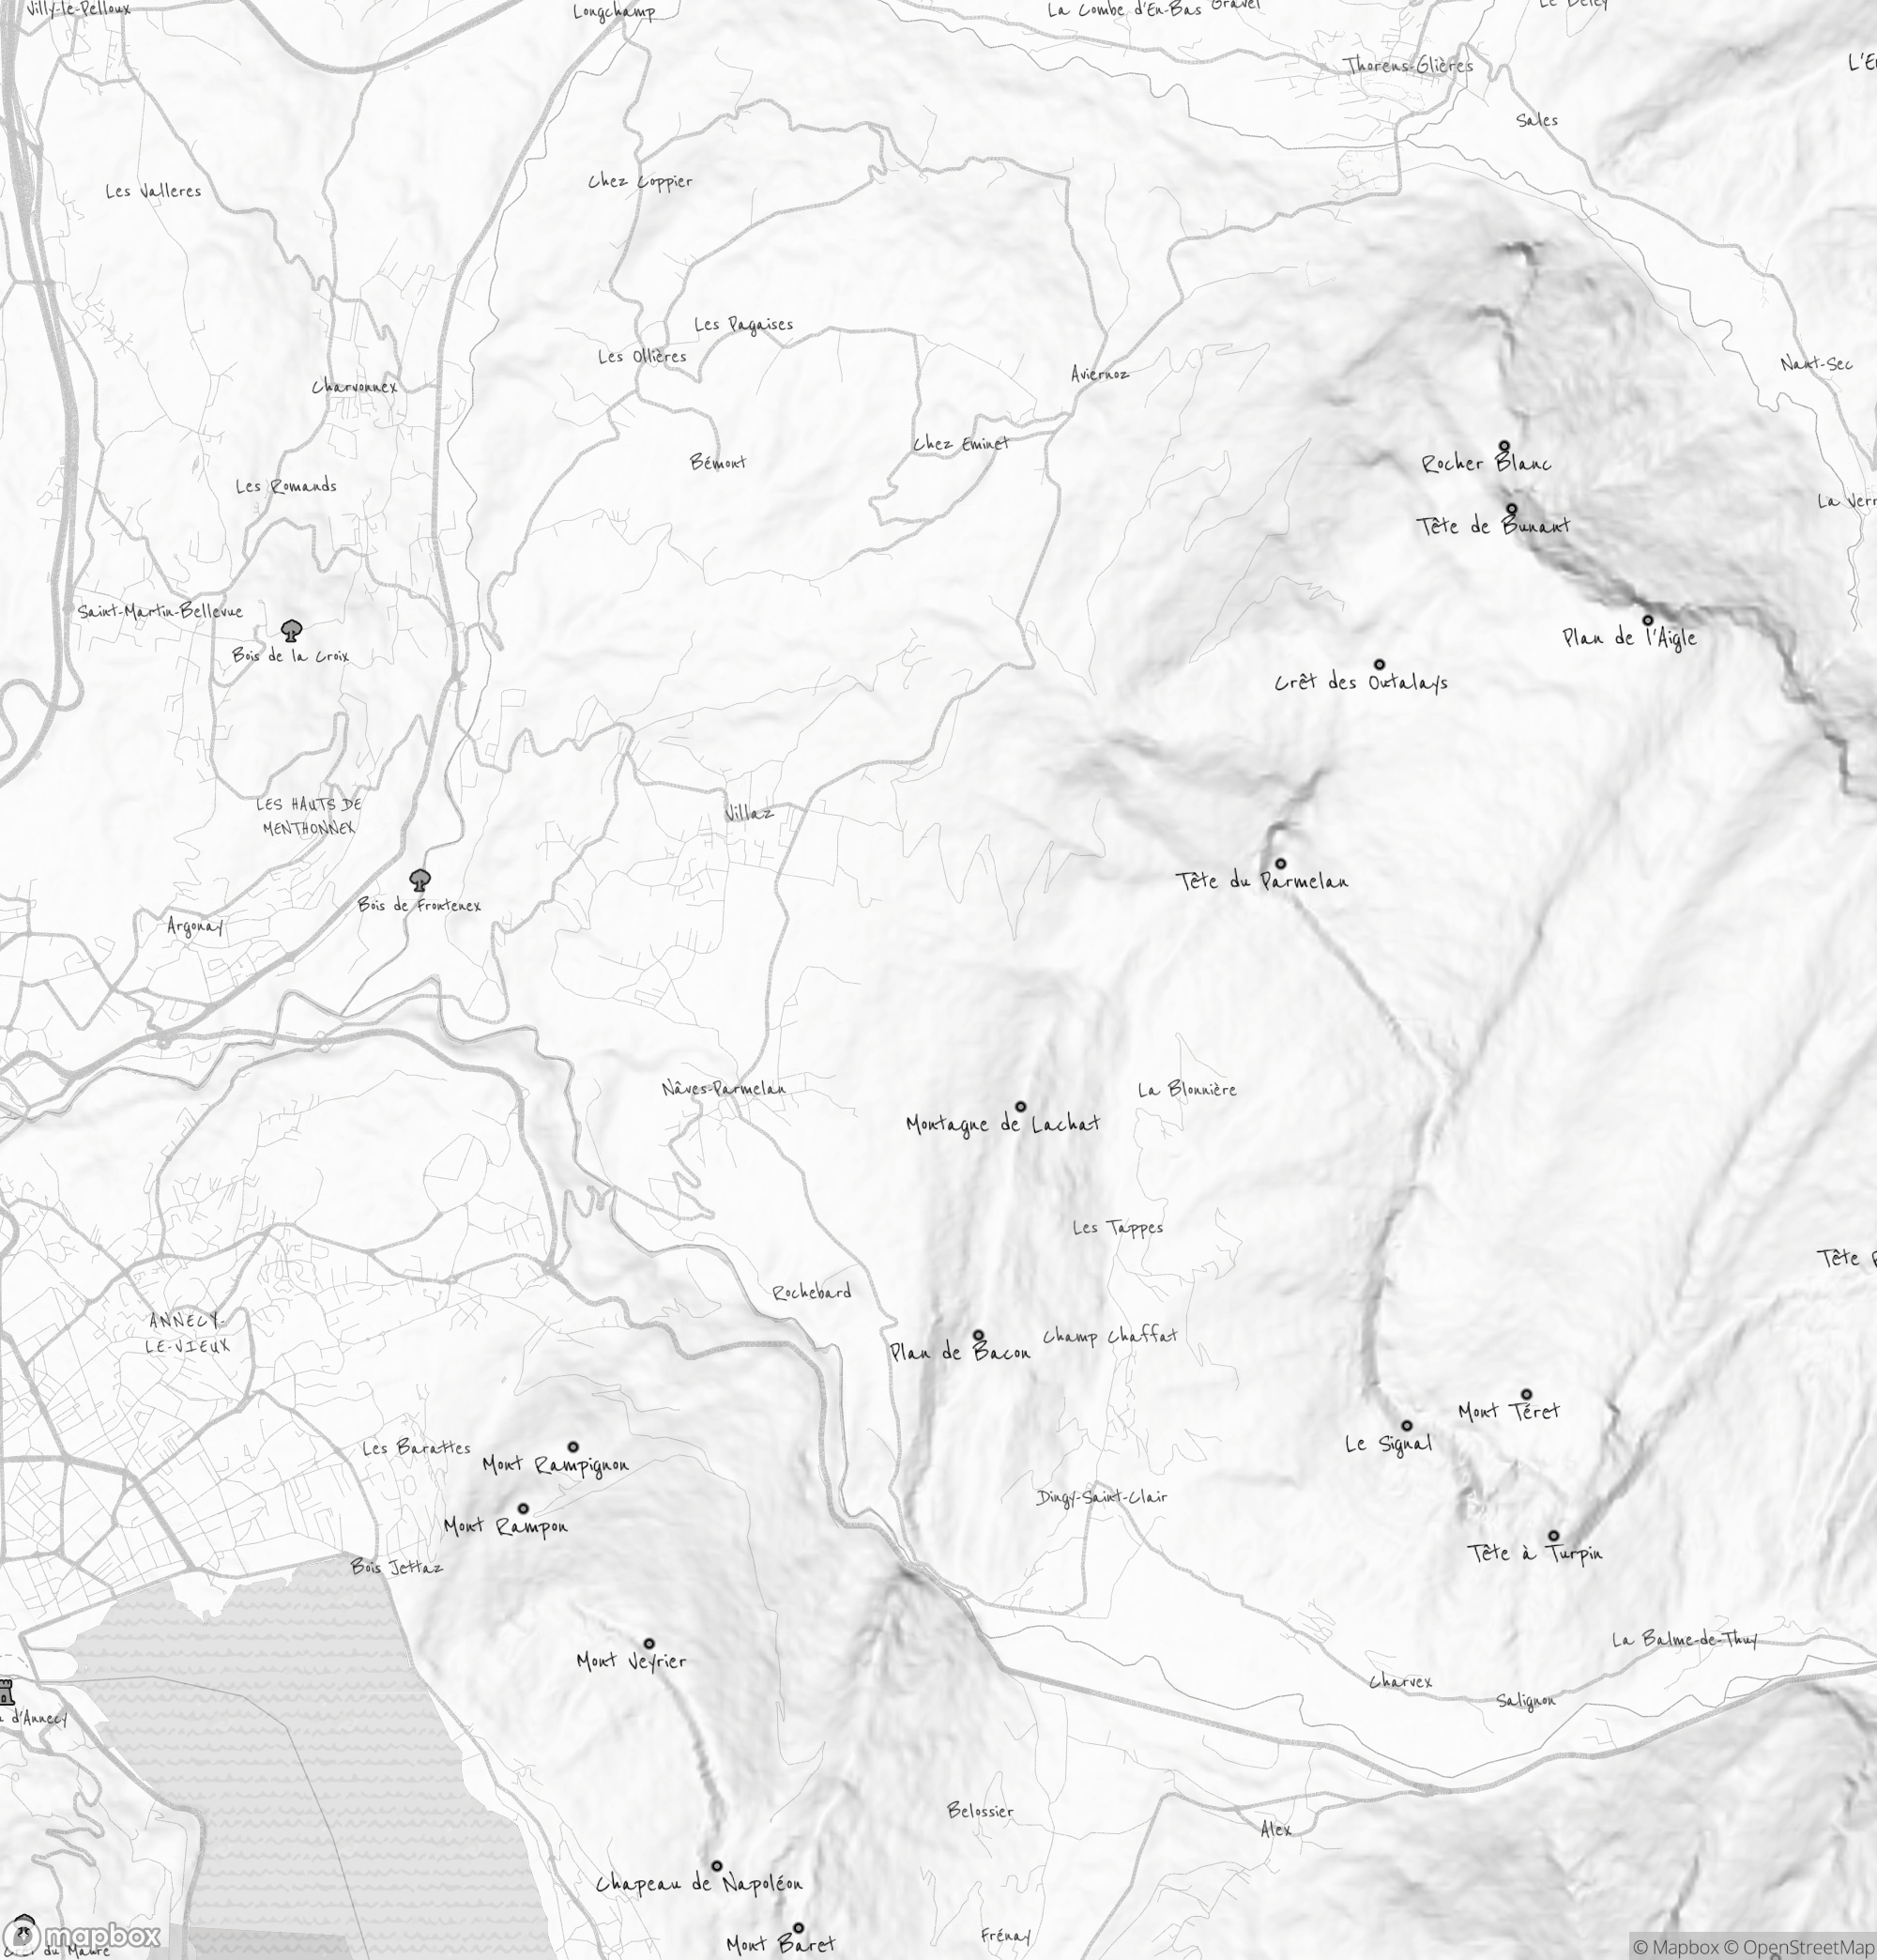 Villy-le-Pelloux
Longchamp
La Combe d'En-Bas
Gravel
Thorens-Glières
Sales
Les Valleres
Chez Coppier
Les Pagaises
Les Ollières
Aviernoz
Nant-Sec
Charvonnex
Chez Eminet
Bémont
Rocher Blanc
Les Romands
Tête de Bunant
Saint-Martin-Bellevue
Plan de l'Aigle
Bois de la Croix
Crêt des Outalays
LES HAUTS DE
MENTHONNEX
Villaz
Tête du Parmelan
Bois de Frontenex
Argonay
Nâves-Parmelan
La Blonnière
Montagne de Lachat
Les Tappes
Tête
Rochebard
ANNECY-
LE-VIEUX
Champ Chaffat
Plan de Bacon
Mont Téret
Le Signal
Les Barattes
Mont Rampignon
Dingy-Saint-Clair
Mont Rampon
Tête à Turpin
Bois Jettaz
La Balme-de-Thuy
Mont Veyrier
Charvex
Salignon
d'Annecy
Belossier
Alex
Chapeau de Napoléon
Frénay
Mont Baret
mapbox
du Maure
© Mapbox © OpenStreetMap